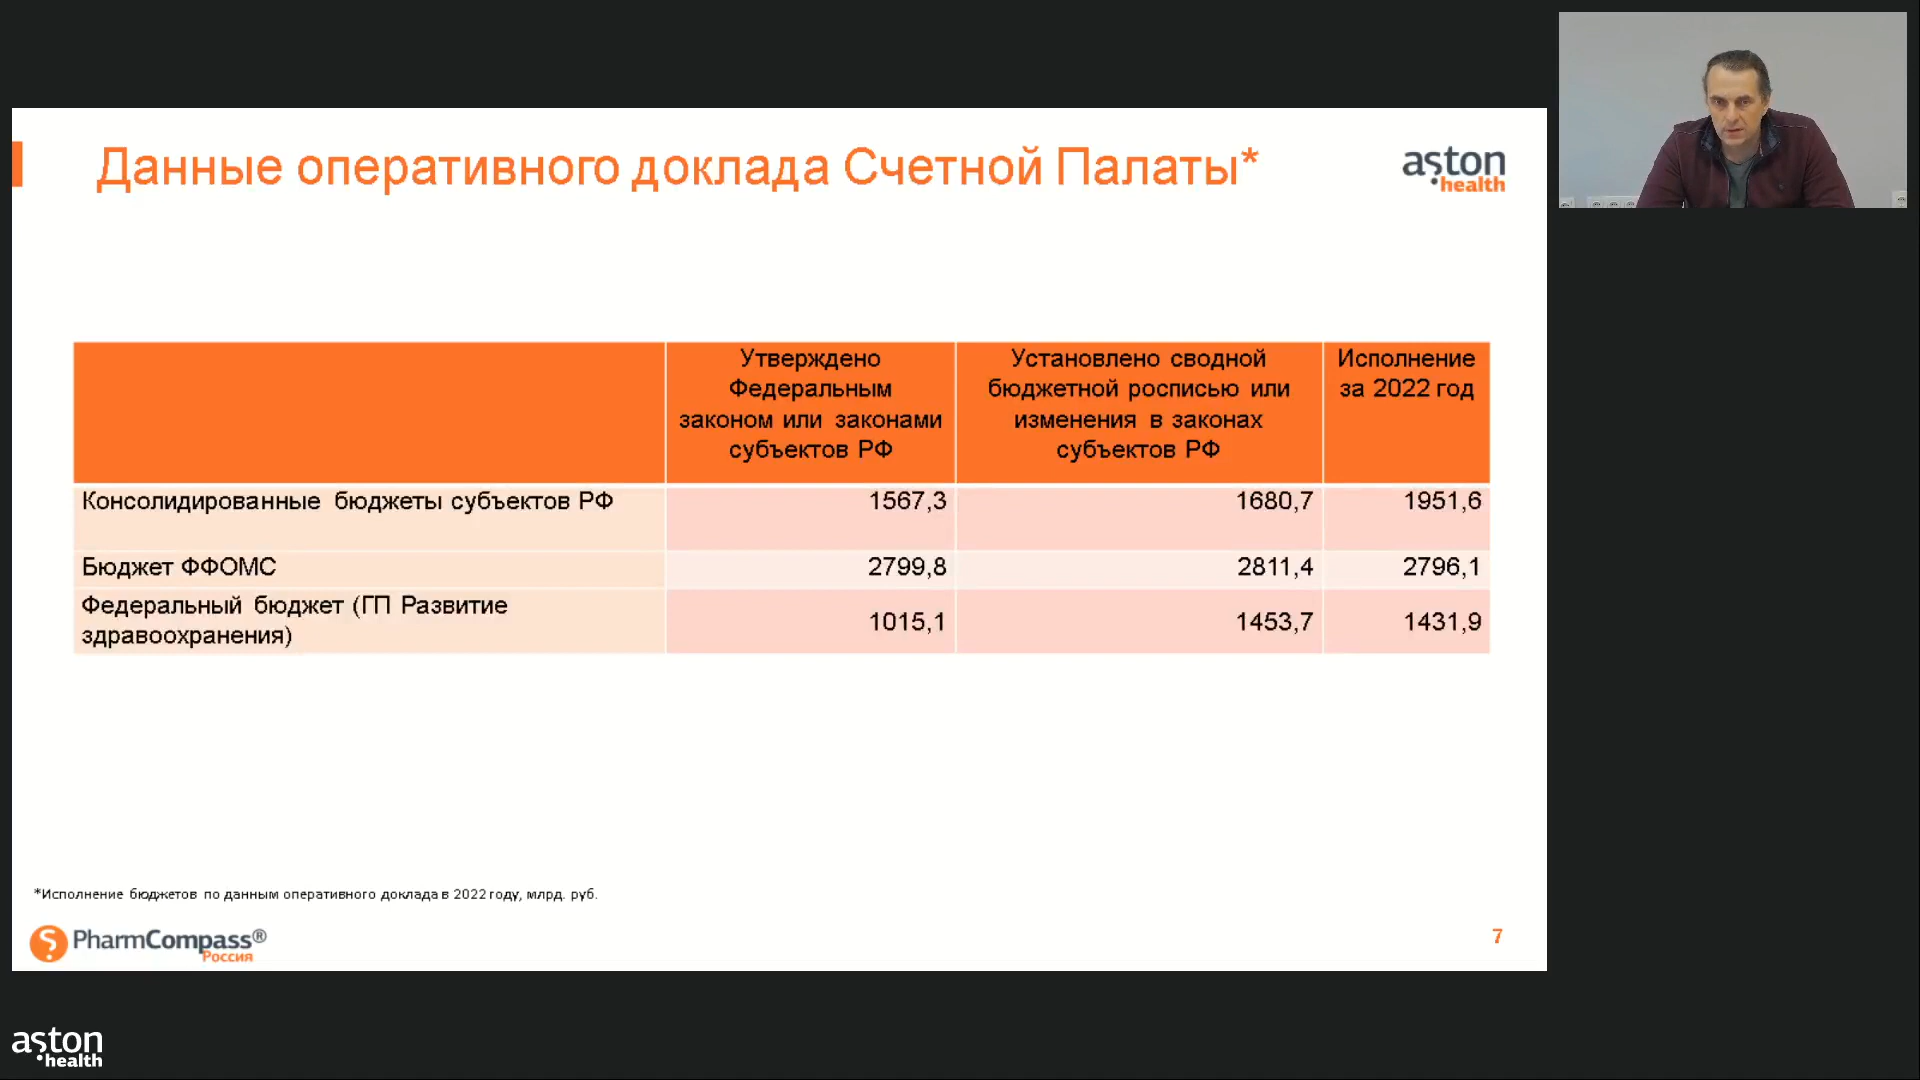 Данные оперативного доклада Счетной Палаты*
aston
health
Утверждено
Федеральным
законом или законами
субъектов РФ
Установлено сводной
бюджетной росписью или
изменения в законах
субъектов РФ
Исполнение
за 2022 год
Консолидированные бюджеты субъектов РФ 1567,3 1680,7 1951,6
Бюджет ФФОМС 2799,8 2811,4 2796,1
Федеральный бюджет (ГП Развитие
здравоохранения) 1015,1 1453,7 1431,9
*Исполнение бюджетов по данным оперативного доклада в 2022 году, млрд. руб.
PharmCompass®
Россия
7
aston
health